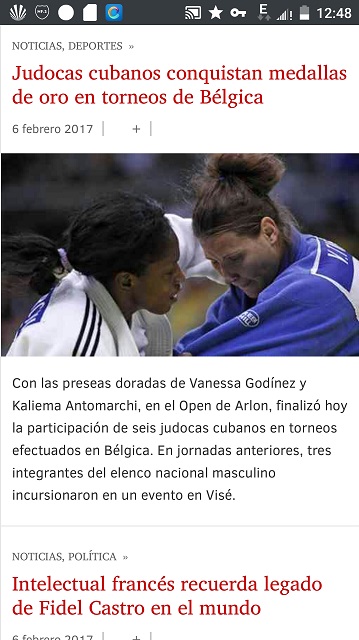 12:48
NOTICIAS, DEPORTES »
Judocas cubanos conquistan medallas
de oro en torneos de Bélgica
6 febrero 2017 | + |
Con las preseas doradas de Vanessa Godínez y
Kaliema Antomarchi, en el Open de Arlon, finalizó hoy
la participación de seis judocas cubanos en torneos
efectuados en Bélgica. En jornadas anteriores, tres
integrantes del elenco nacional masculino
incursionaron en un evento en Visé.
NOTICIAS, POLÍTICA »
Intelectual francés recuerda legado
de Fidel Castro en el mundo
6 febrero 2017 | + |